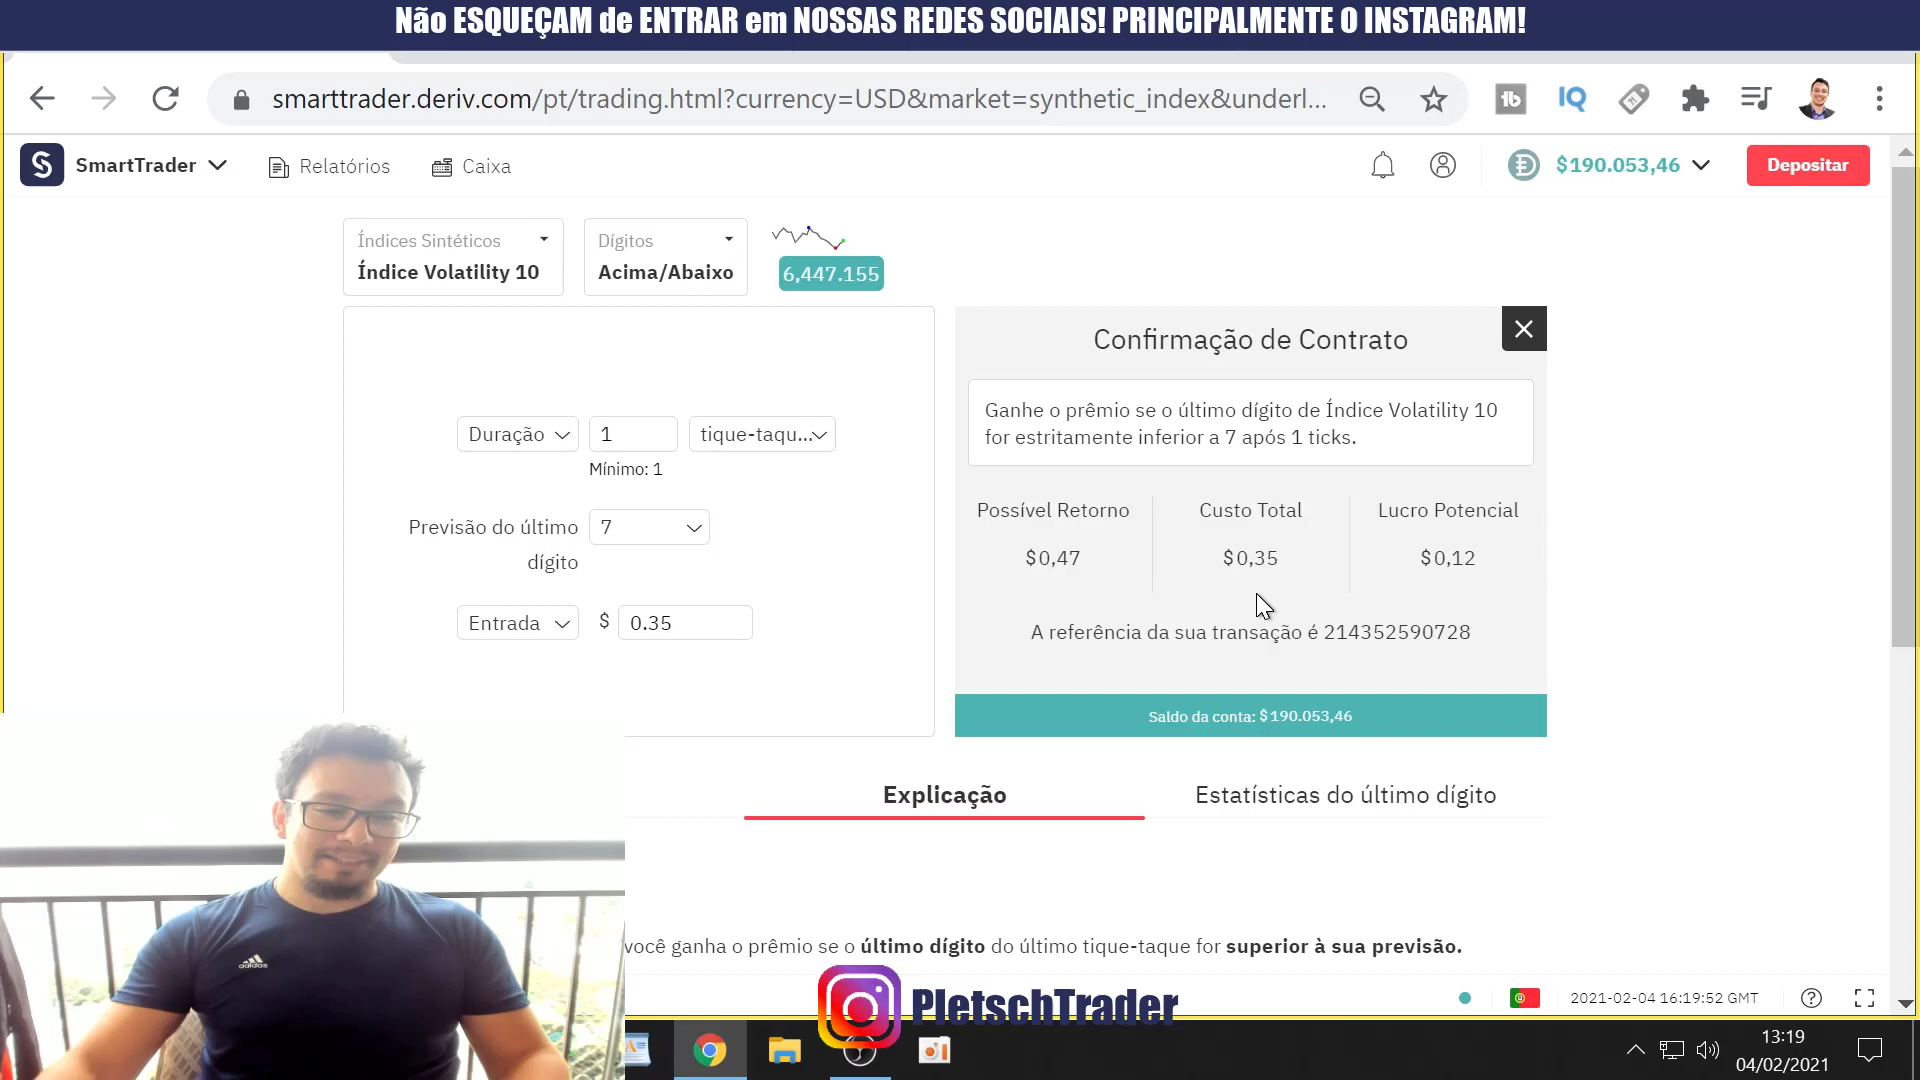 Não ESQUEÇAM de ENTRAR em NOSSAS REDES SOCIAIS! PRINCIPALMENTE O INSTAGRAM!
smarttrader.deriv.com/pt/trading.html?currency=USD&market=synthetic_index&underl...
SmartTrader
Relatórios
Caixa
$190.053,46
Depositar
Índices Sintéticos
Índice Volatility 10
Dígitos
Acima/Abaixo
6,447.155
Duração
1
tique-taqu...
Mínimo: 1
Previsão do último
dígito
7
Entrada
$
0.35
Confirmação de Contrato
Ganhe o prêmio se o último dígito de Índice Volatility 10
for estritamente inferior a 7 após 1 ticks.
Possível Retorno
Custo Total
Lucro Potencial
$0,47
$0,35
$0,12
A referência da sua transação é 214352590728
Saldo da conta: $190.053,46
Explicação
Estatísticas do último dígito
você ganha o prêmio se o último dígito do último tique-taque for superior à sua previsão.
adidas
PletschTrader
2021-02-04 16:19:52 GMT
13:19
04/02/2021